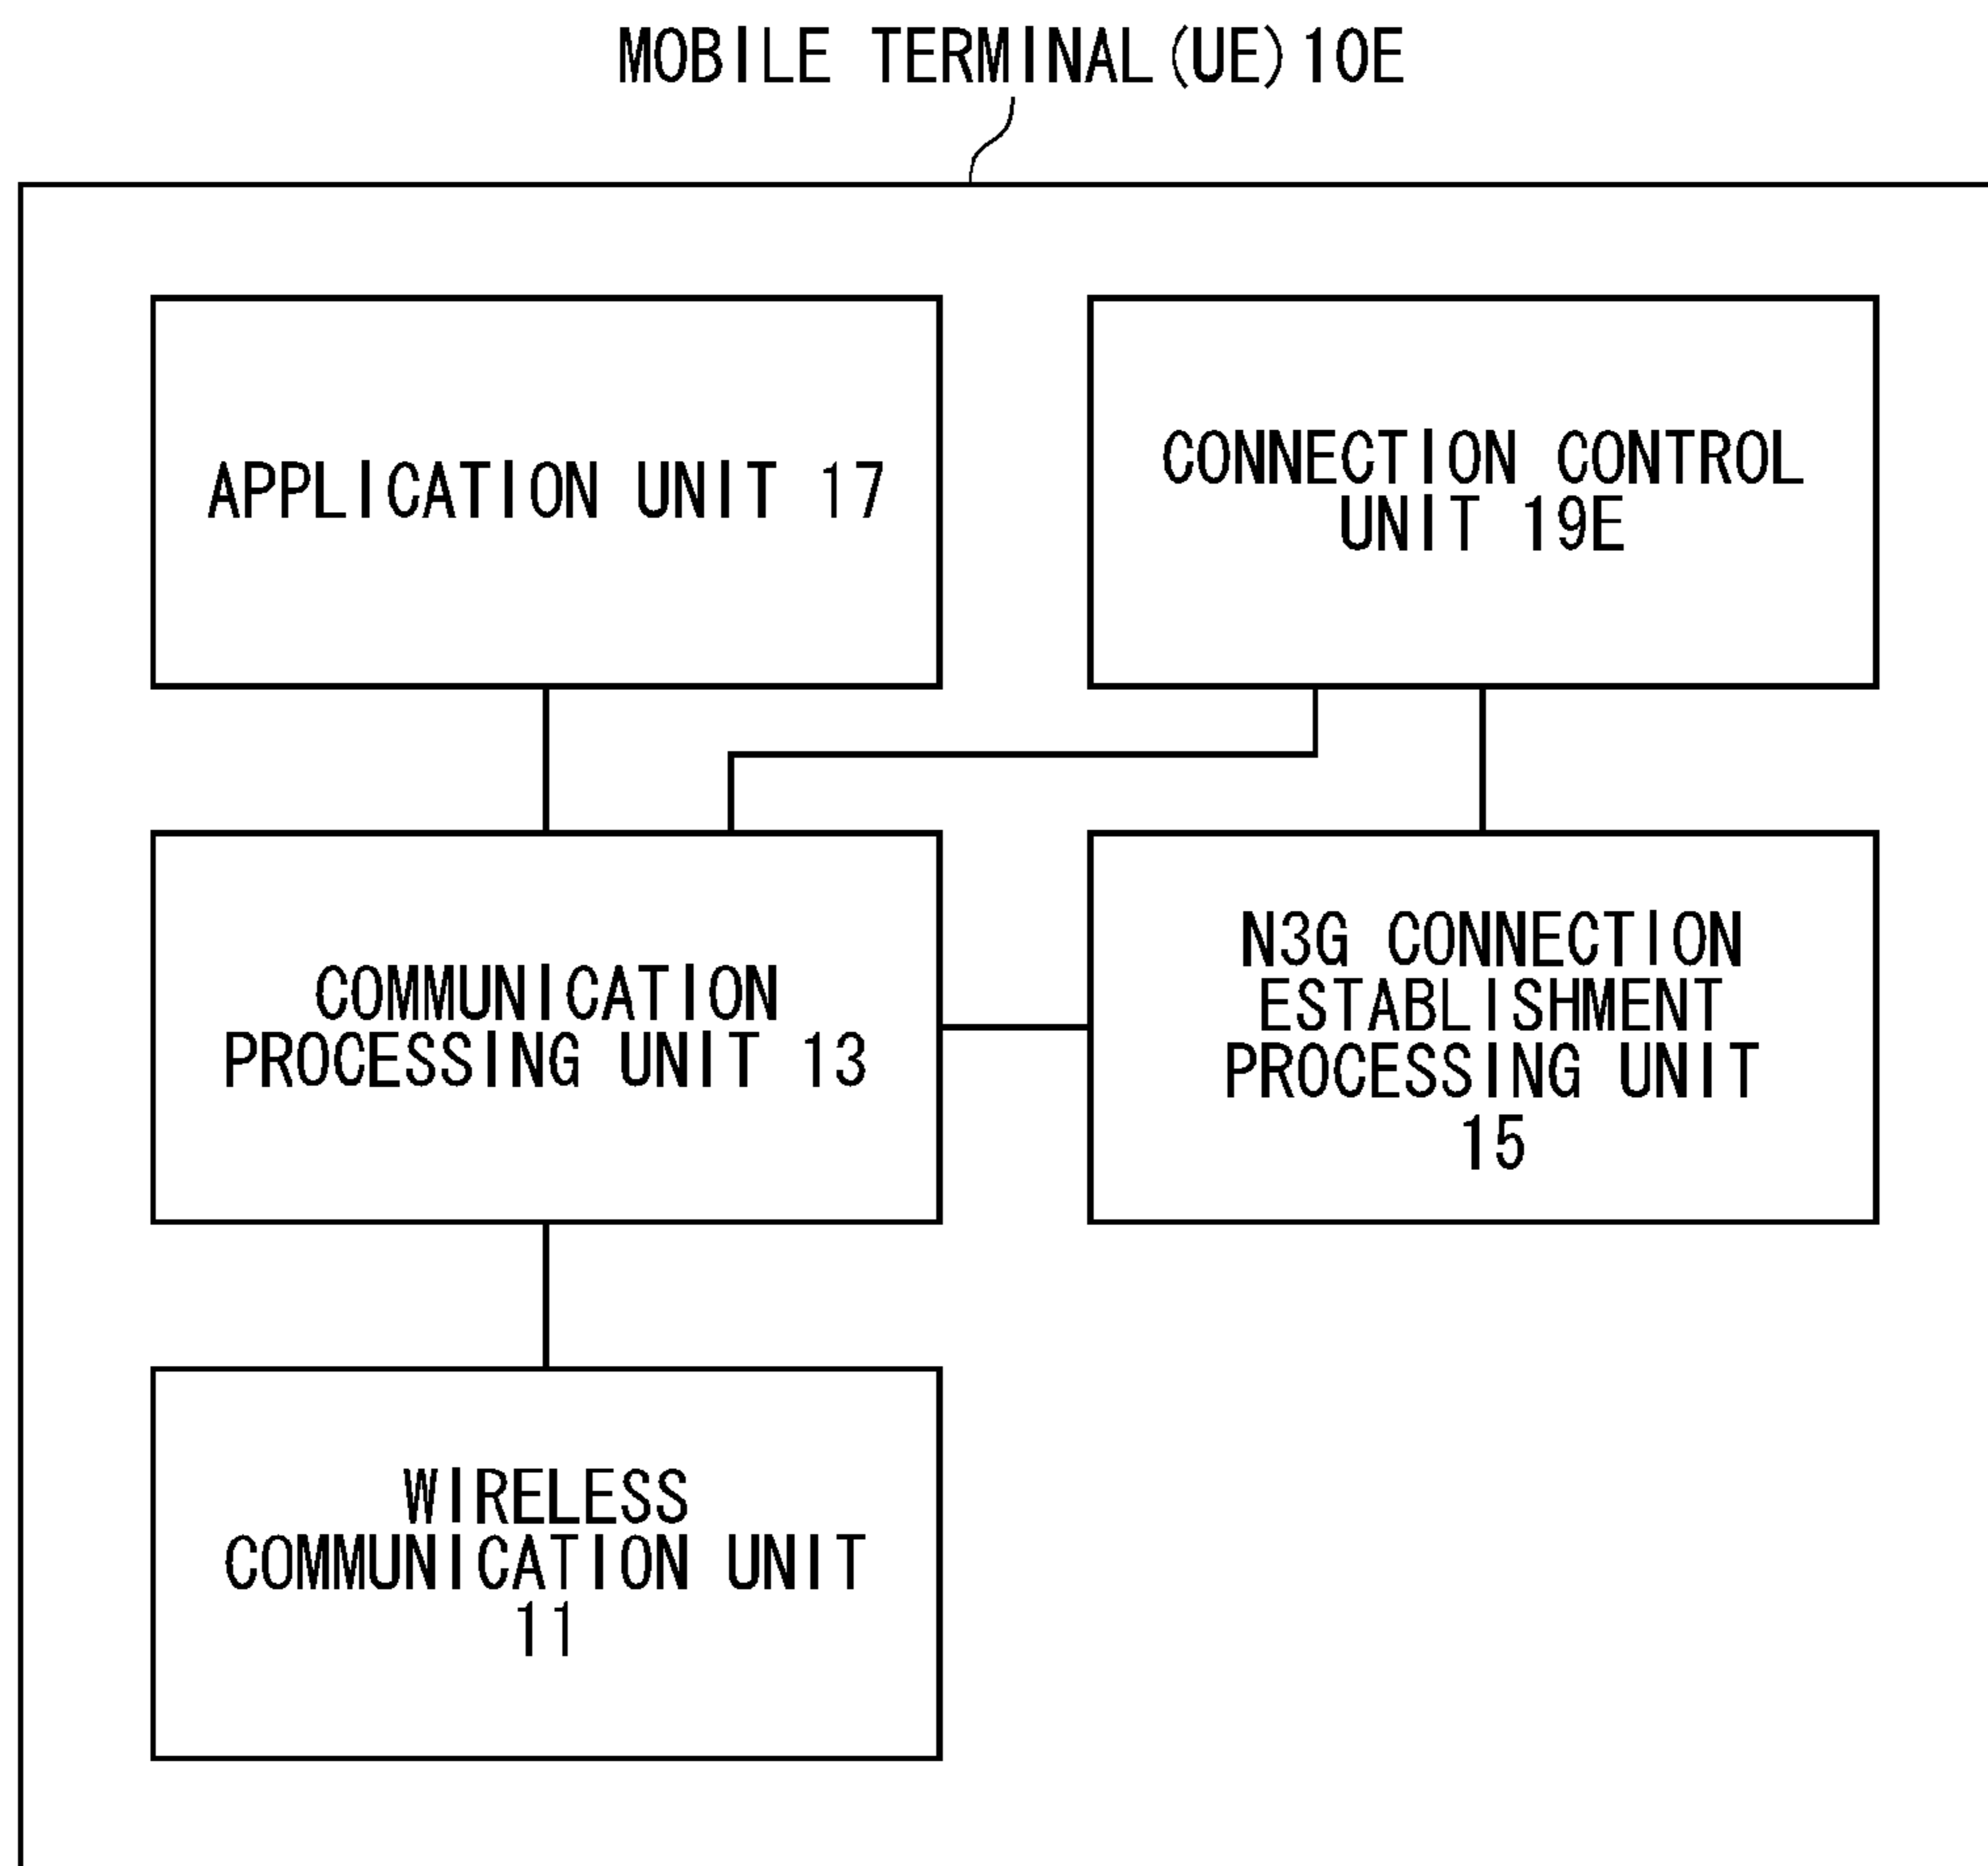 MOBILE TERMINAL(UE)10E
APPLICATION UNIT 17
CONNECTION CONTROL
UNIT 19E
COMMUNICATION
PROCESSING UNIT 13
N3G CONNECTION
ESTABLISHMENT
PROCESSING UNIT
15
WIRELESS
COMMUNICATION UNIT
11